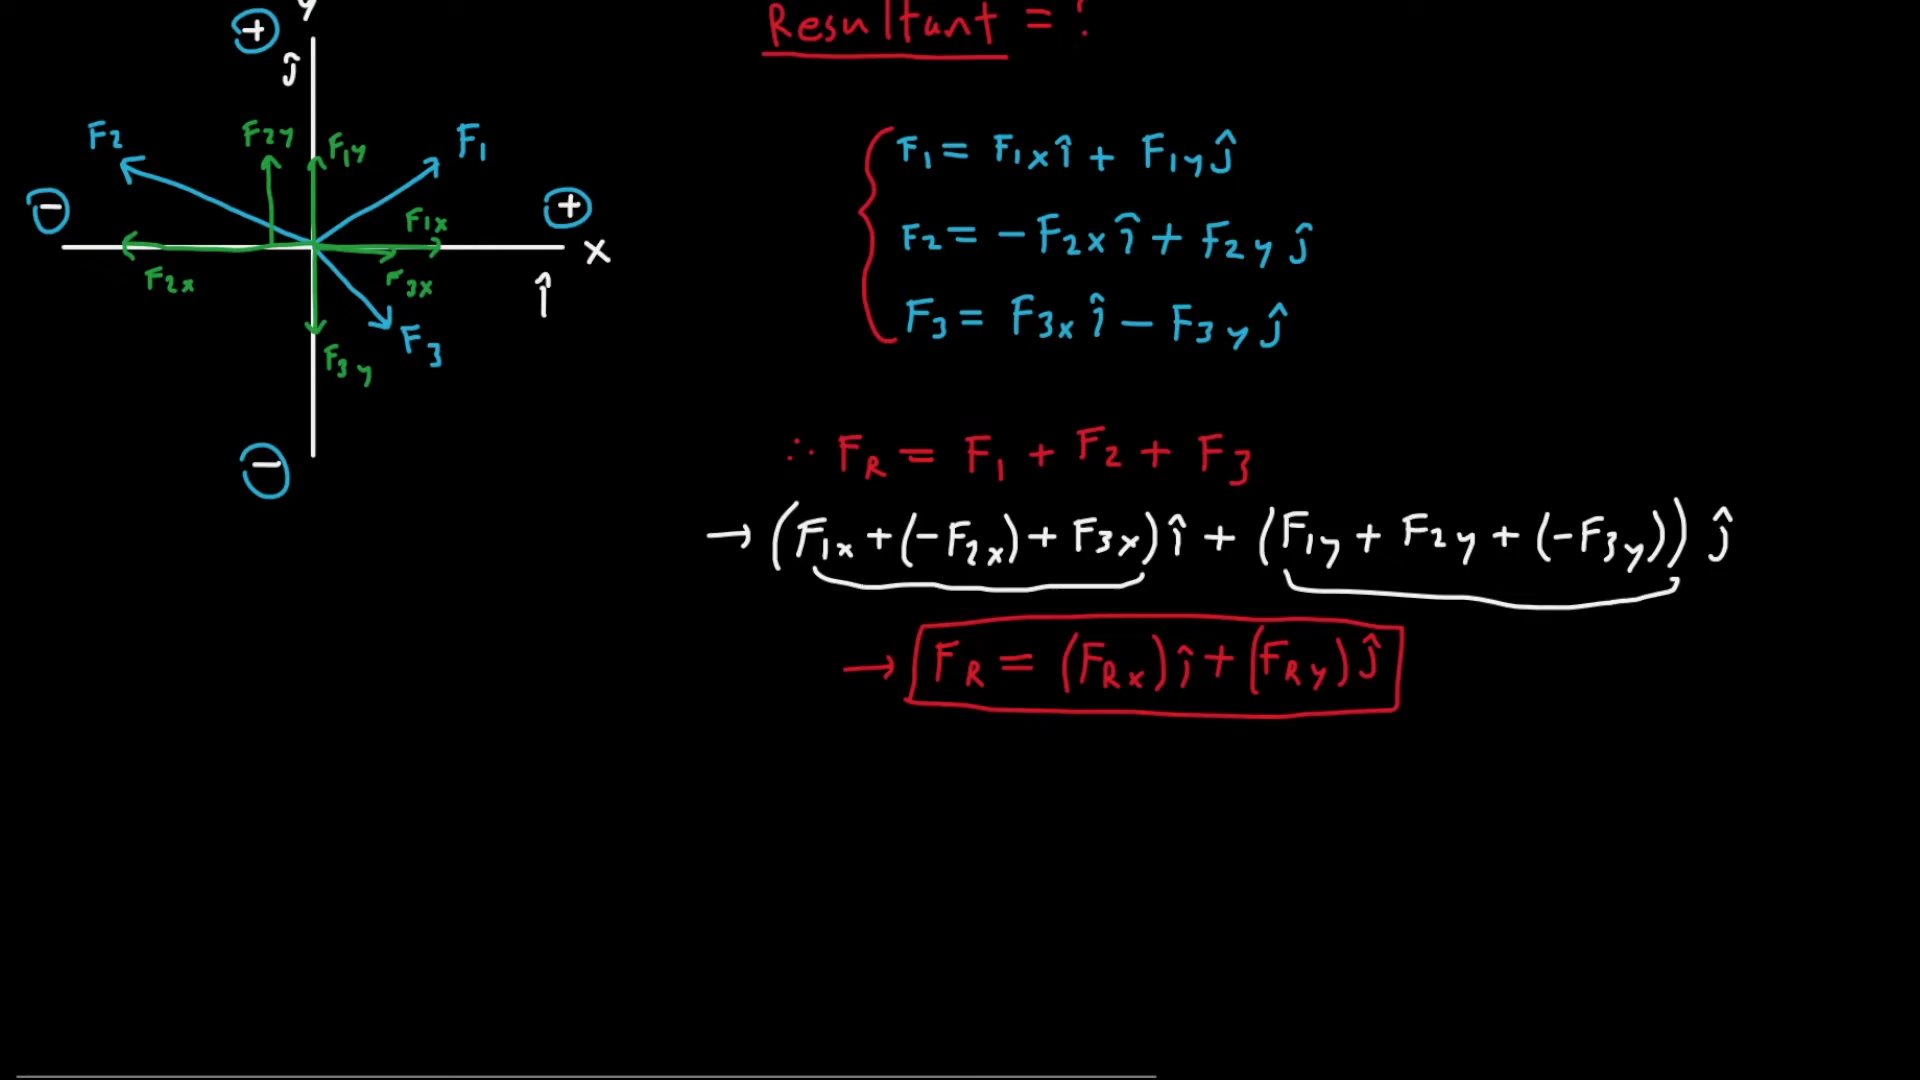 y
+
ĵ
F2
F2y
F1y
F1
-
+
F1x
x
F2x
F3x
î
F3
F3y
-
Resultant = ?
F1 = F1x î + F1y ĵ
F2 = - F2x î + F2y ĵ
F3 = F3x î - F3y ĵ
∴ FR = F1 + F2 + F3
→ (F1x + (-F2x) + F3x) î + (F1y + F2y + (-F3y)) ĵ
→ FR = (FRx) î + (FRy) ĵ